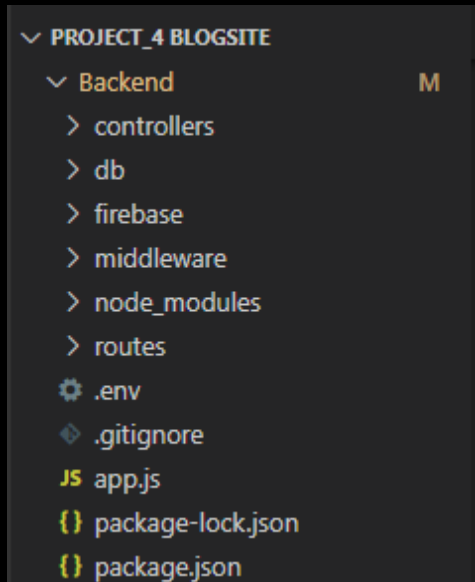 PROJECT_4 BLOGSITE
Backend M
controllers
db
firebase
middleware
node_modules
routes
.env
.gitignore
JS app.js
{} package-lock.json
{} package.json